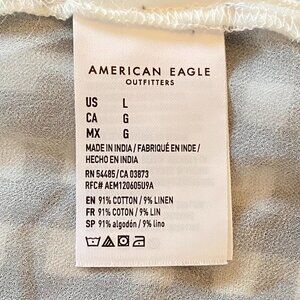 AMERICAN EAGLE
OUTFITTERS
US L
CA G
MX G
MADE IN INDIA / FABRIQUÉ EN INDE /
HECHO EN INDIA
RN 54485/CA 03873
RFC# AEM120605U9A
EN 91% COTTON / 9% LINEN
FR 91% COTON / 9% LIN
SP 91% algodón / 9% lino